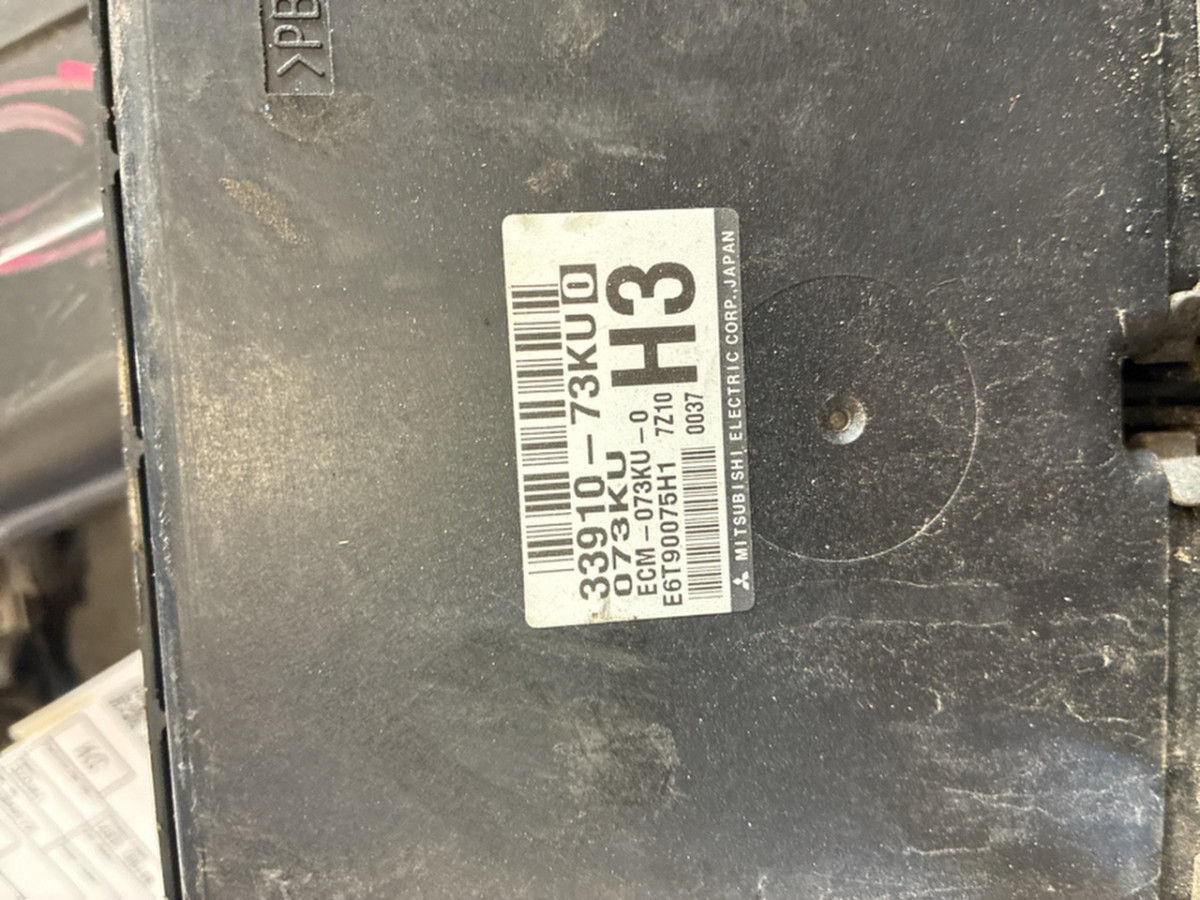 >PB
33910-73KU0
073KU
H3
ECM-073KU-0
E6T90075H1 7Z10
0037
MITSUBISHI ELECTRIC CORP. JAPAN